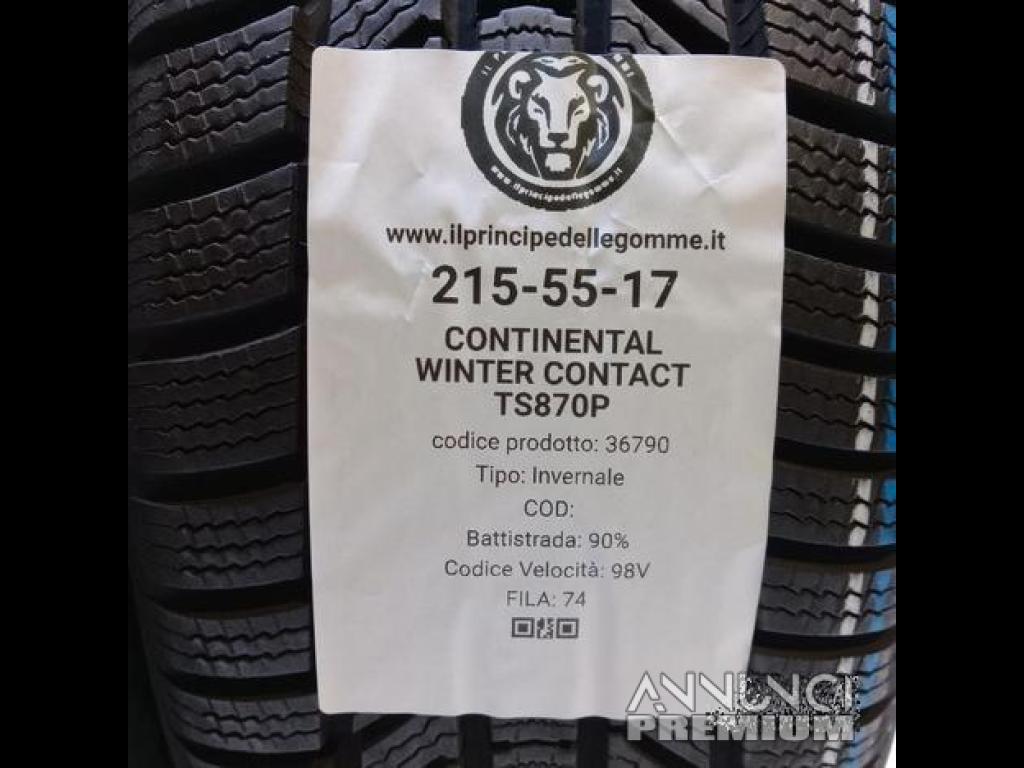 www.ilprincipedellegomme.it
www.ilprincipedellegomme.it
215-55-17
CONTINENTAL
WINTER CONTACT
TS870P
codice prodotto: 36790
Tipo: Invernale
COD:
Battistrada: 90%
Codice Velocità: 98V
FILA: 74
ANNUNCI
PREMIUM